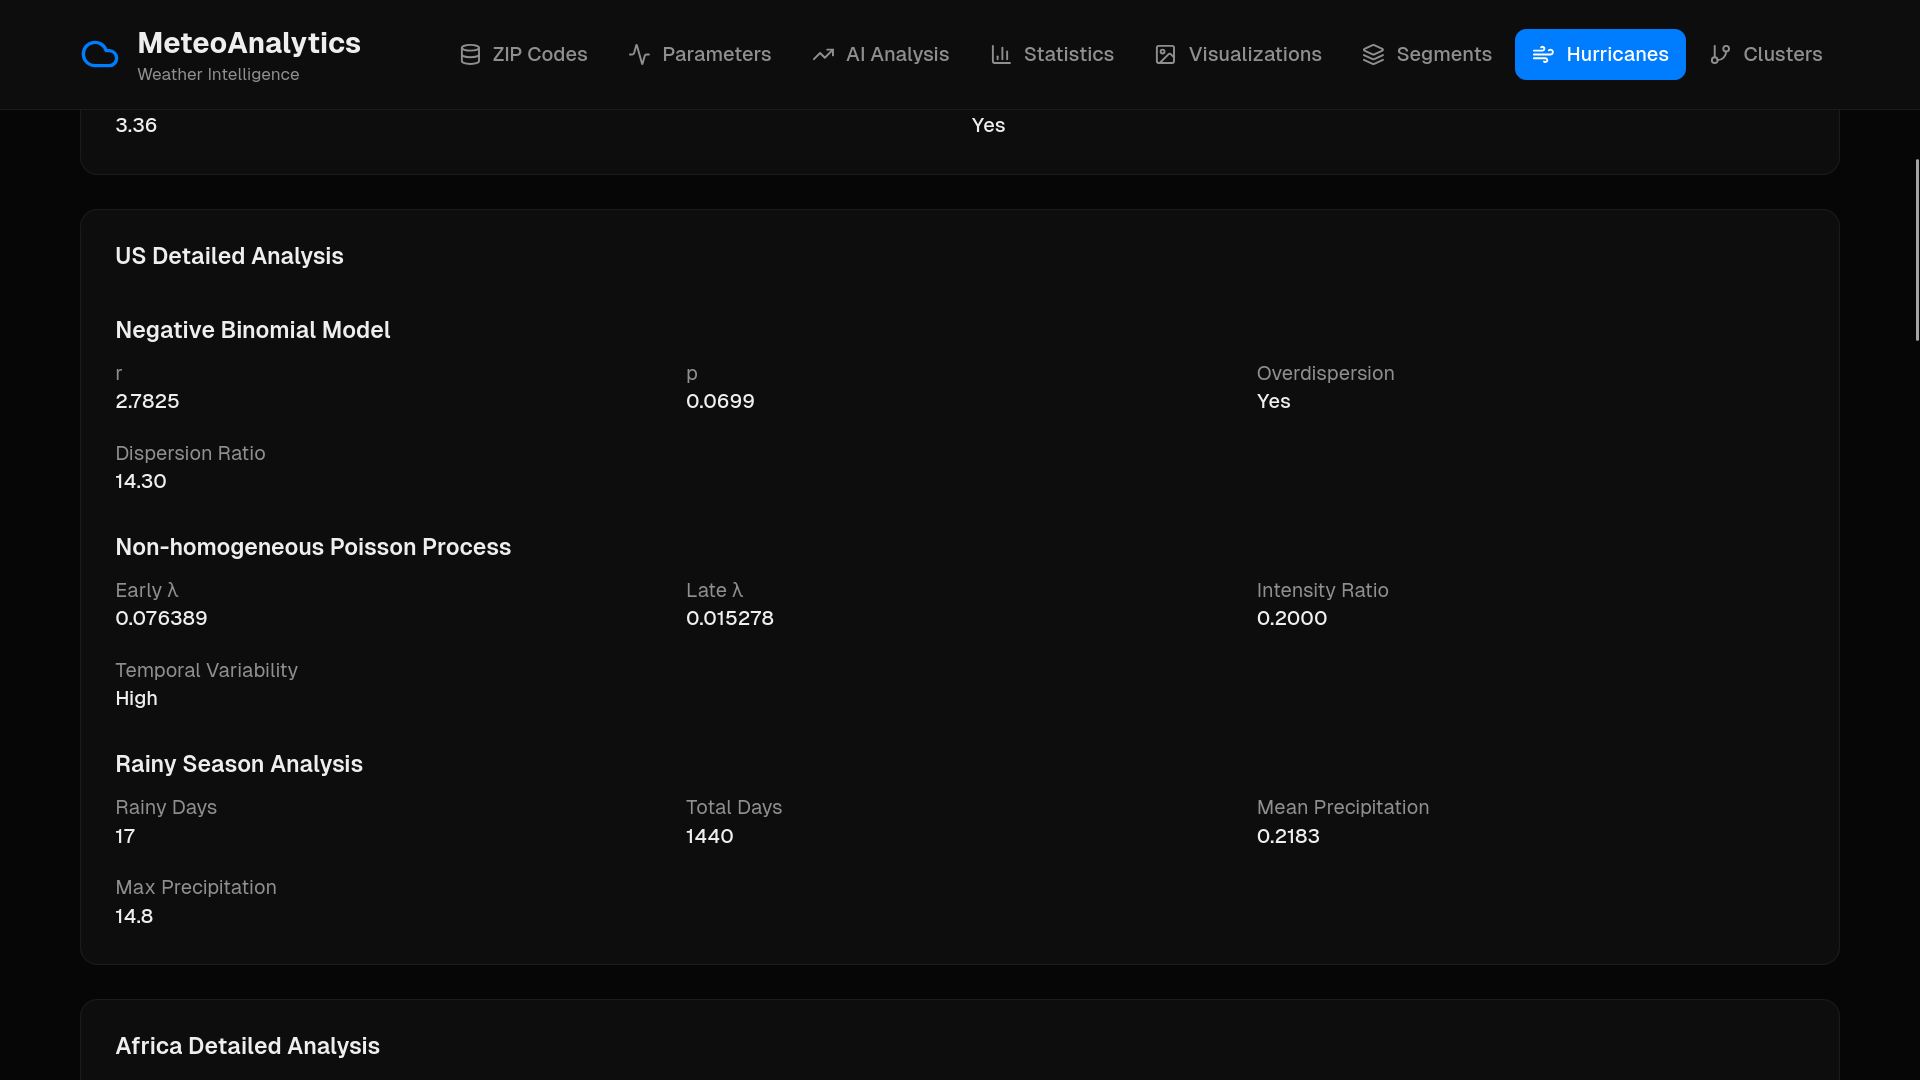 MeteoAnalytics
Weather Intelligence
ZIP Codes
Parameters
AI Analysis
Statistics
Visualizations
Segments
Hurricanes
Clusters
3.36
Yes
US Detailed Analysis
Negative Binomial Model
r
2.7825
p
0.0699
Overdispersion
Yes
Dispersion Ratio
14.30
Non-homogeneous Poisson Process
Early λ
0.076389
Late λ
0.015278
Intensity Ratio
0.2000
Temporal Variability
High
Rainy Season Analysis
Rainy Days
17
Total Days
1440
Mean Precipitation
0.2183
Max Precipitation
14.8
Africa Detailed Analysis